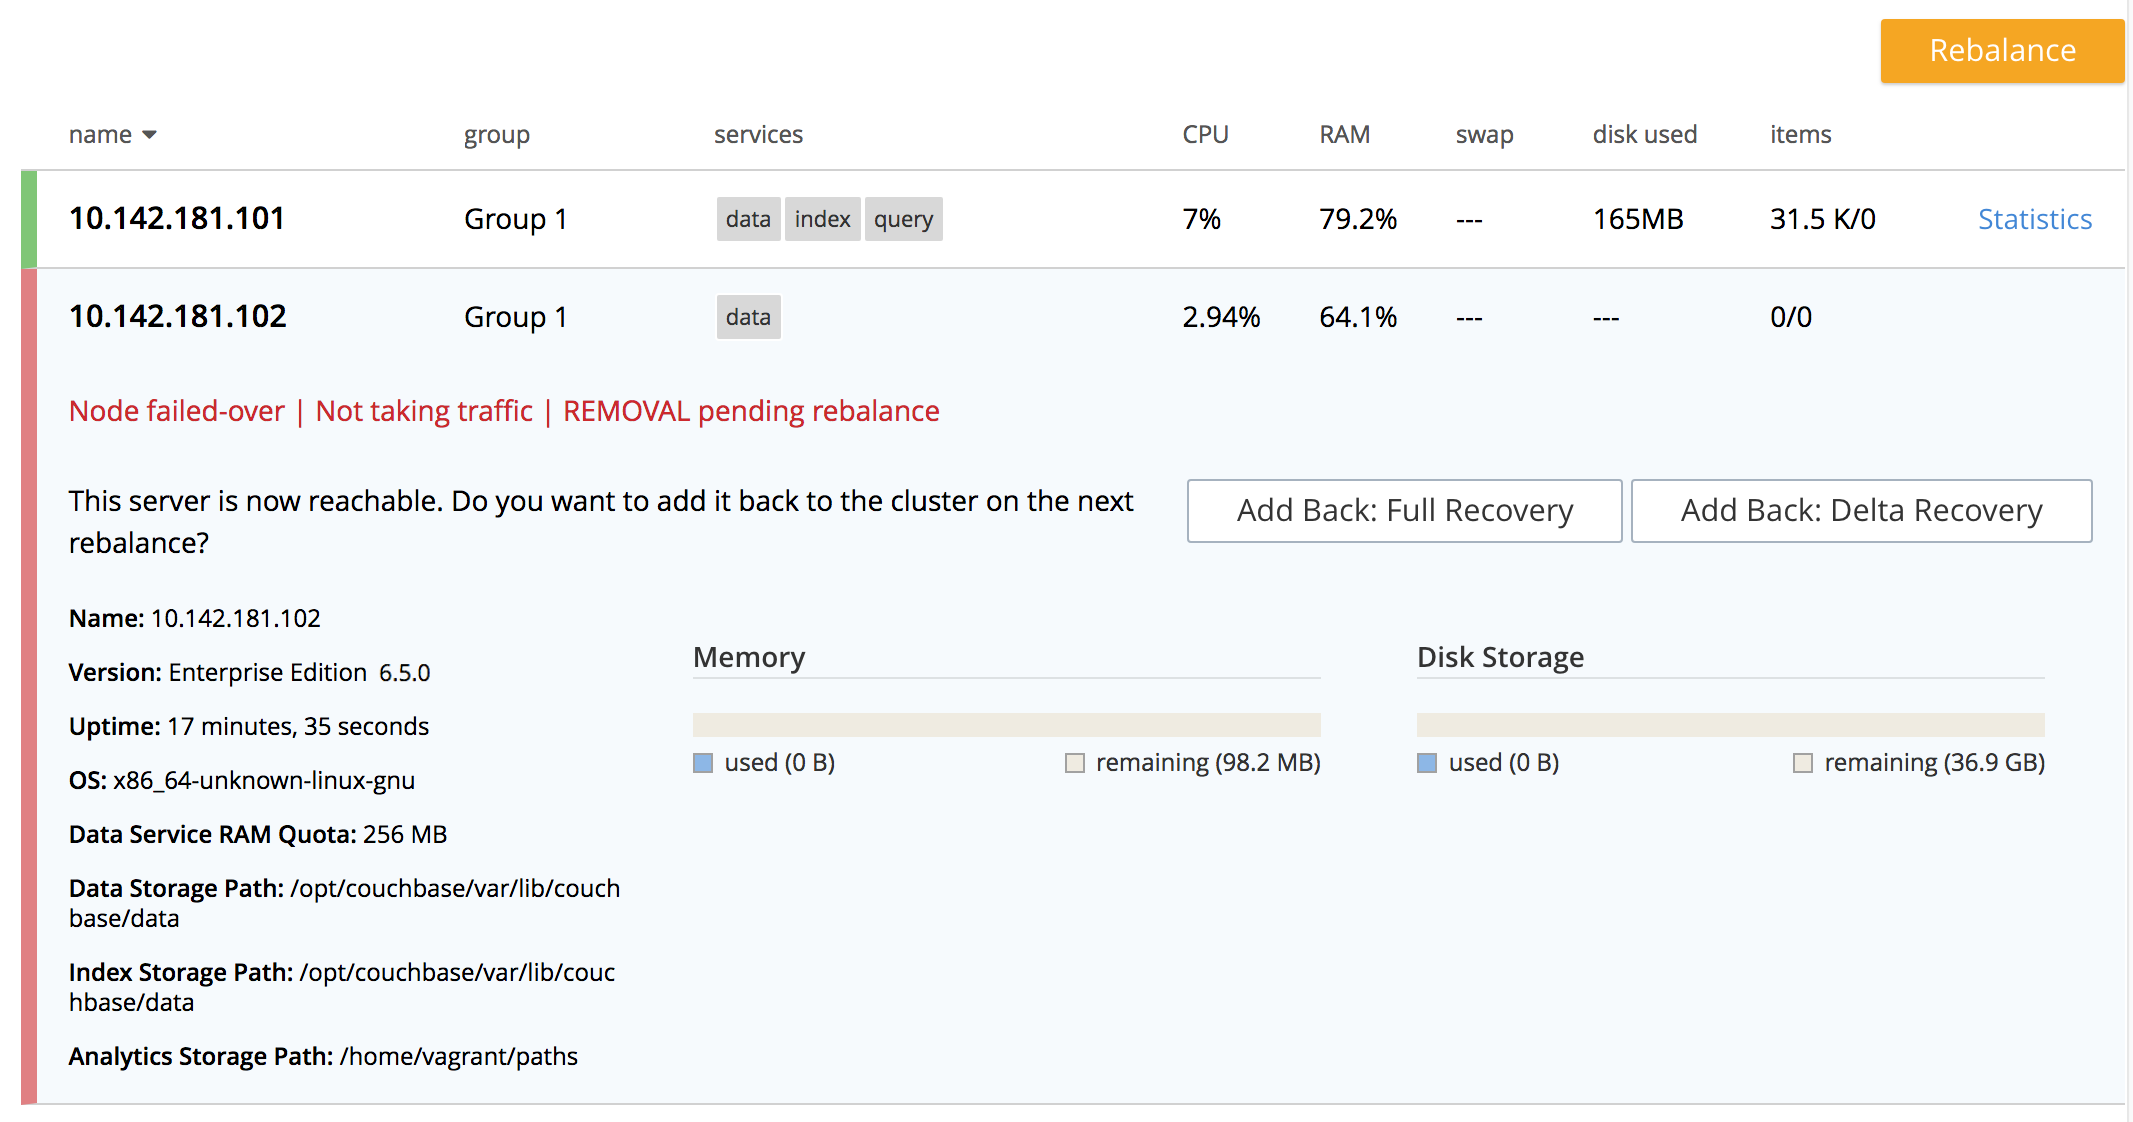 Rebalance
name group services CPU RAM swap disk used items
10.142.181.101 Group 1 data index query 7% 79.2% --- 165MB 31.5 K/0 Statistics
10.142.181.102 Group 1 data 2.94% 64.1% --- --- 0/0
Node failed-over | Not taking traffic | REMOVAL pending rebalance
This server is now reachable. Do you want to add it back to the cluster on the next
rebalance?
Add Back: Full Recovery Add Back: Delta Recovery
Name: 10.142.181.102
Version: Enterprise Edition 6.5.0
Uptime: 17 minutes, 35 seconds
OS: x86_64-unknown-linux-gnu
Data Service RAM Quota: 256 MB
Data Storage Path: /opt/couchbase/var/lib/couch
base/data
Index Storage Path: /opt/couchbase/var/lib/couc
hbase/data
Analytics Storage Path: /home/vagrant/paths
Memory
used (0 B) remaining (98.2 MB)
Disk Storage
used (0 B) remaining (36.9 GB)